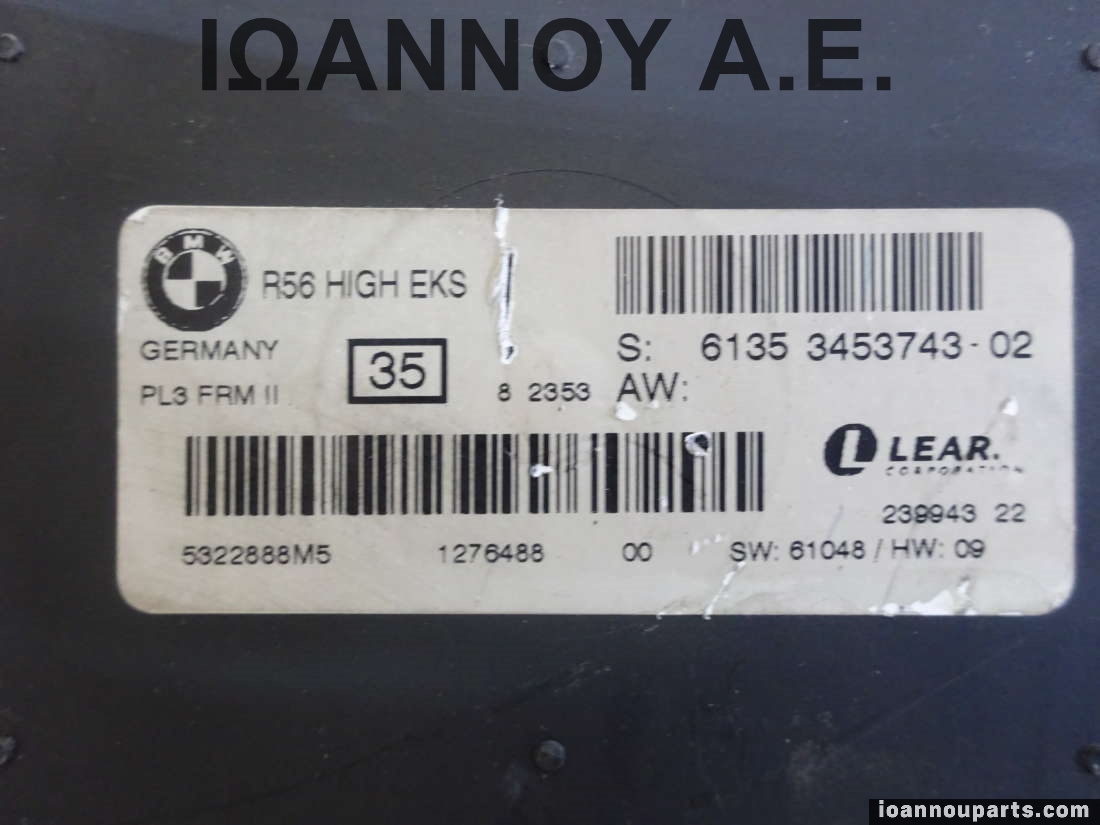 ΙΩΑΝΝΟΥ Α.Ε.
BMW
R56 HIGH EKS
GERMANY
PL3 FRM II
35
8 2353
S: 6135 3453743-02
AW:
LEAR.
CORPORATION
239943 22
5322888M5 1276488 00 SW: 61048 / HW: 09
ioannouparts.com